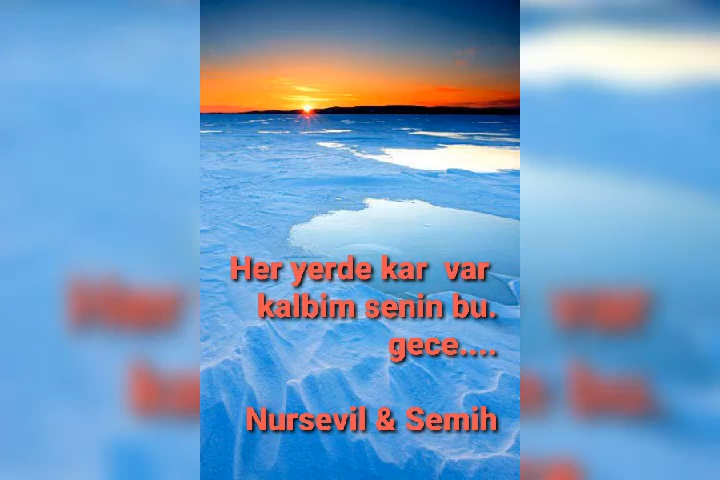 Her yerde kar var
kalbim senin bu.
gece....
Nursevil & Semih